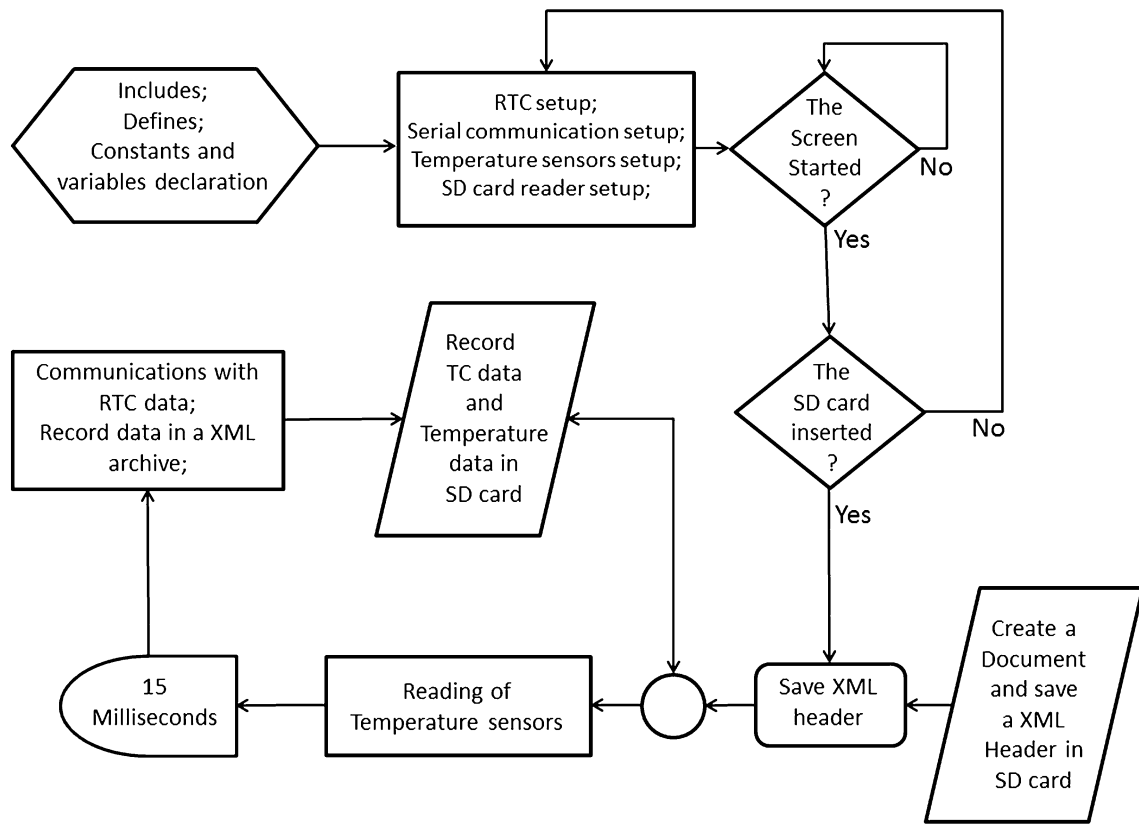 Includes;
Defines;
Constants and
variables declaration
RTC setup;
Serial communication setup;
Temperature sensors setup;
SD card reader setup;
The
Screen
Started
?
No
Yes
The
SD card
inserted
?
No
Yes
Communications with
RTC data;
Record data in a XML
archive;
Record
TC data
and
Temperature
data in
SD card
15
Milliseconds
Reading of
Temperature sensors
Save XML
header
Create a
Document
and save
a XML
Header in
SD card